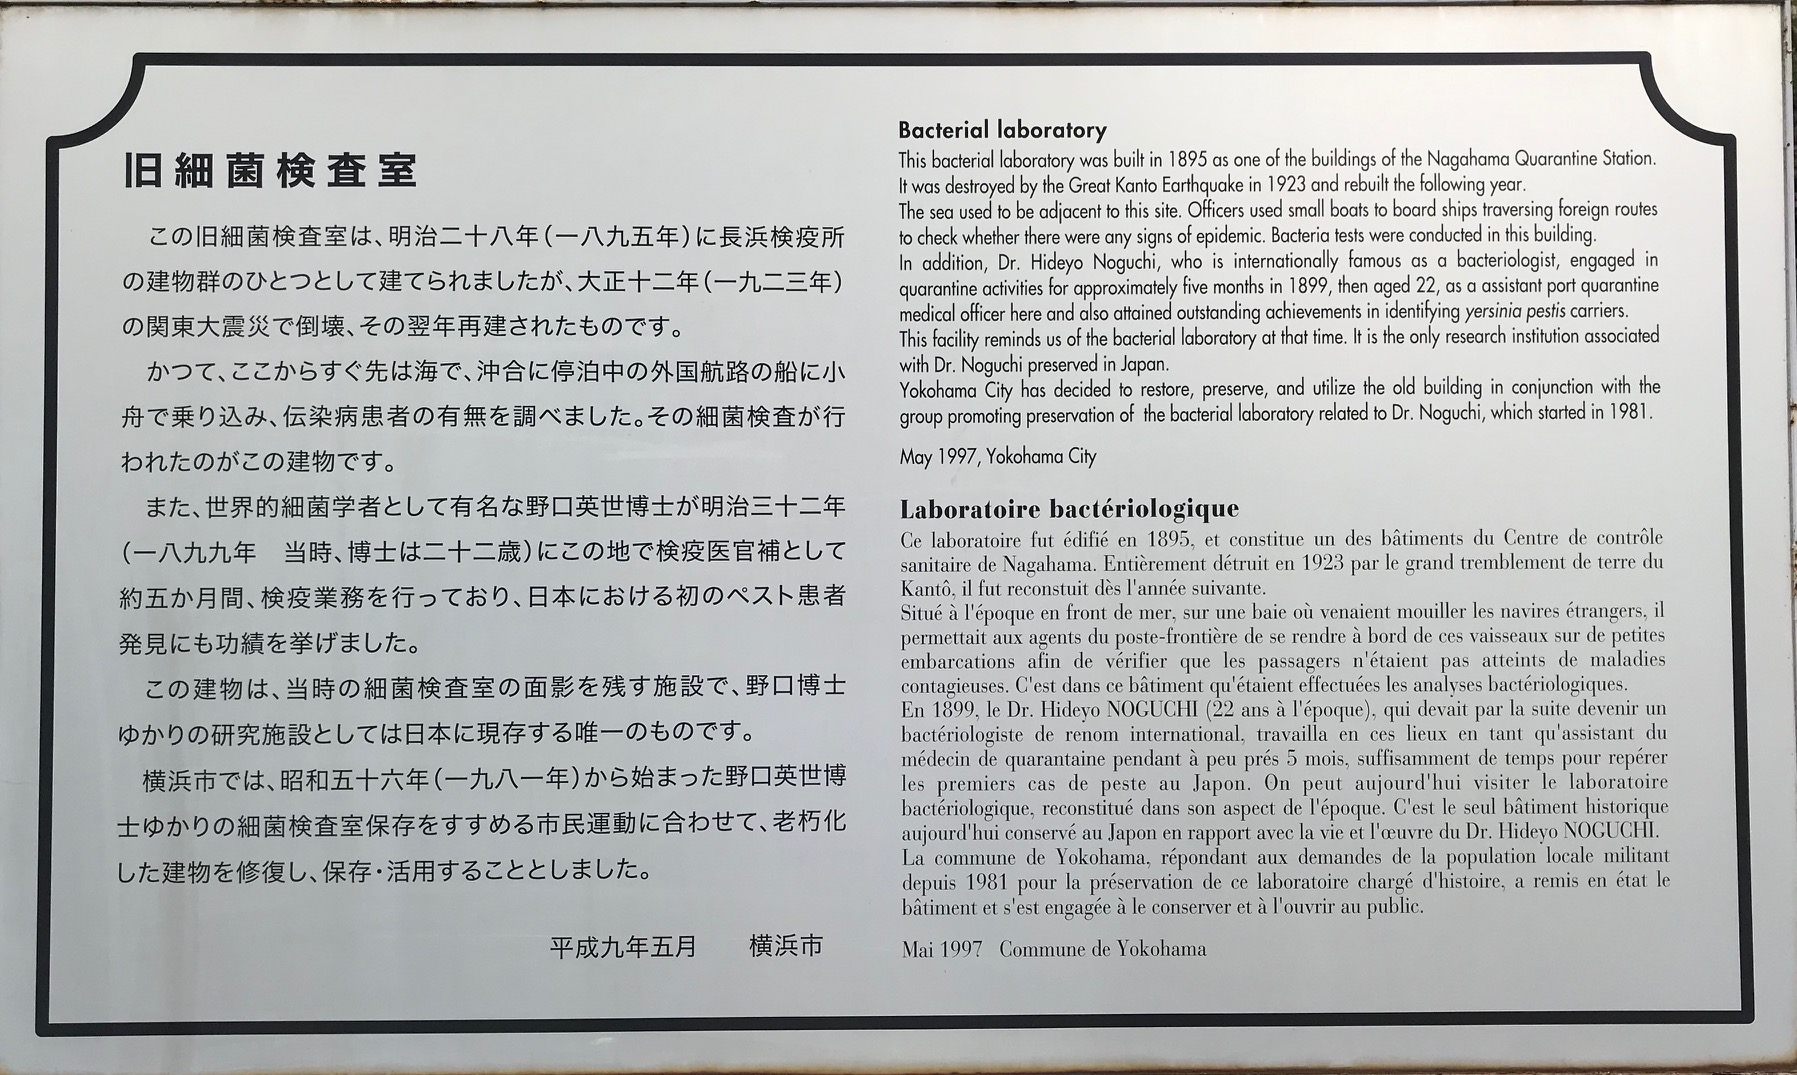 旧細菌検査室
この旧細菌検査室は、明治二十八年(一八九五年)に長浜検疫所
の建物群のひとつとして建てられましたが、大正十二年(一九二三年)
の関東大震災で倒壊、その翌年再建されたものです。
かつて、ここからすぐ先は海で、沖合に停泊中の外国航路の船に小
舟で乗り込み、伝染病患者の有無を調べました。その細菌検査が行
われたのがこの建物です。
また、世界的細菌学者として有名な野口英世博士が明治三十二年
(一八九九年　当時、博士は二十二歳)にこの地で検疫医官補として
約五か月間、検疫業務を行っており、日本における初のペスト患者
発見にも功績を挙げました。
この建物は、当時の細菌検査室の面影を残す施設で、野口博士
ゆかりの研究施設としては日本に現存する唯一のものです。
横浜市では、昭和五十六年(一九八一年)から始まった野口英世博
士ゆかりの細菌検査室保存をすすめる市民運動に合わせて、老朽化
した建物を修復し、保存・活用することとしました。
平成九年五月　　横浜市
Bacterial laboratory
This bacterial laboratory was built in 1895 as one of the buildings of the Nagahama Quarantine Station.
It was destroyed by the Great Kanto Earthquake in 1923 and rebuilt the following year.
The sea used to be adjacent to this site. Officers used small boats to board ships traversing foreign routes
to check whether there were any signs of epidemic. Bacteria tests were conducted in this building.
In addition, Dr. Hideyo Noguchi, who is internationally famous as a bacteriologist, engaged in
quarantine activities for approximately five months in 1899, then aged 22, as a assistant port quarantine
medical officer here and also attained outstanding achievements in identifying yersinia pestis carriers.
This facility reminds us of the bacterial laboratory at that time. It is the only research institution associated
with Dr. Noguchi preserved in Japan.
Yokohama City has decided to restore, preserve, and utilize the old building in conjunction with the
group promoting preservation of the bacterial laboratory related to Dr. Noguchi, which started in 1981.
May 1997, Yokohama City
Laboratoire bactériologique
Ce laboratoire fut édifié en 1895, et constitue un des bâtiments du Centre de contrôle
sanitaire de Nagahama. Entièrement détruit en 1923 par le grand tremblement de terre du
Kantô, il fut reconstuit dès l'année suivante.
Situé à l'époque en front de mer, sur une baie où venaient mouiller les navires étrangers, il
permettait aux agents du poste-frontière de se rendre à bord de ces vaisseaux sur de petites
embarcations afin de vérifier que les passagers n'étaient pas atteints de maladies
contagieuses. C'est dans ce bâtiment qu'étaient effectuées les analyses bactériologiques.
En 1899, le Dr. Hideyo NOGUCHI (22 ans à l'époque), qui devait par la suite devenir un
bactériologiste de renom international, travailla en ces lieux en tant qu'assistant du
médecin de quarantaine pendant à peu prés 5 mois, suffisamment de temps pour repérer
les premiers cas de peste au Japon. On peut aujourd'hui visiter le laboratoire
bactériologique, reconstitué dans son aspect de l'époque. C'est le seul bâtiment historique
aujourd'hui conservé au Japon en rapport avec la vie et l'œuvre du Dr. Hideyo NOGUCHI.
La commune de Yokohama, répondant aux demandes de la population locale militant
depuis 1981 pour la préservation de ce laboratoire chargé d'histoire, a remis en état le
bâtiment et s'est engagée à le conserver et à l'ouvrir au public.
Mai 1997 Commune de Yokohama